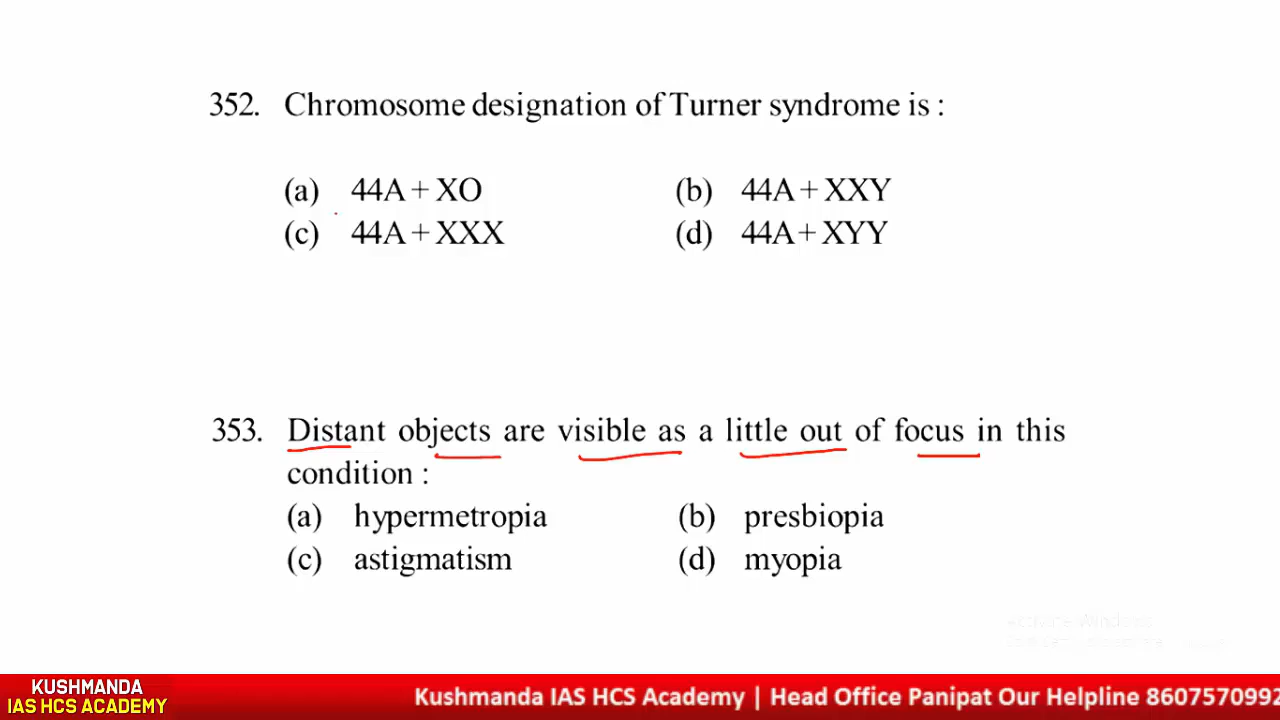 352. Chromosome designation of Turner syndrome is :
(a) 44A + XO (b) 44A + XXY
(c) 44A + XXX (d) 44A + XYY
353. Distant objects are visible as a little out of focus in this
condition :
(a) hypermetropia (b) presbiopia
(c) astigmatism (d) myopia
KUSHMANDA
IAS HCS ACADEMY
Kushmanda IAS HCS Academy | Head Office Panipat Our Helpline 8607570992